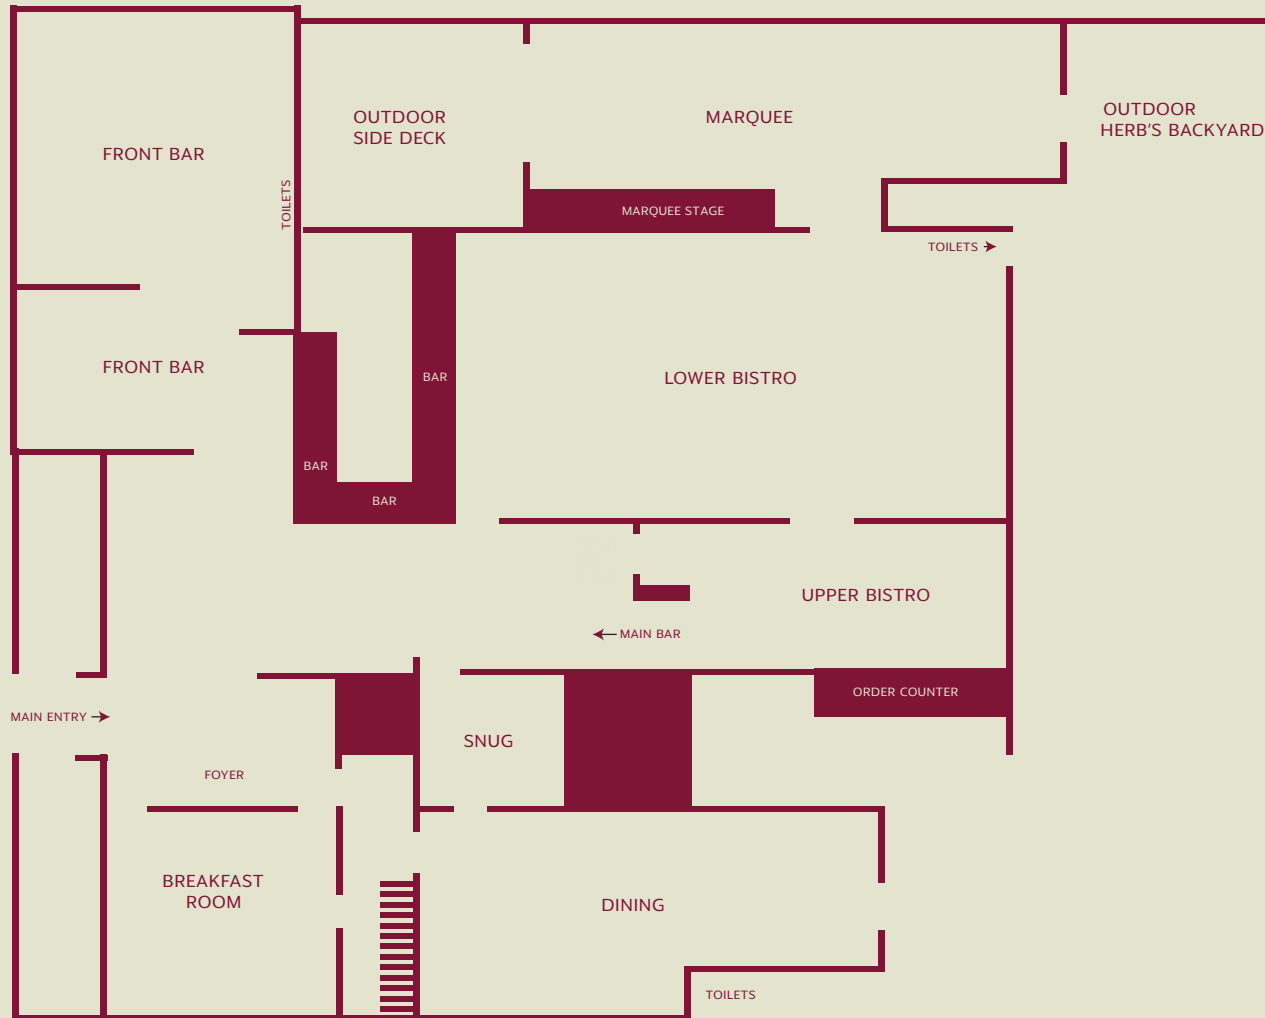 OUTDOOR
SIDE DECK
MARQUEE
OUTDOOR
HERB'S BACKYARD
FRONT BAR
TOILETS
MARQUEE STAGE
TOILETS
FRONT BAR
BAR
LOWER BISTRO
BAR
BAR
UPPER BISTRO
MAIN BAR
ORDER COUNTER
MAIN ENTRY
SNUG
FOYER
BREAKFAST
ROOM
DINING
TOILETS